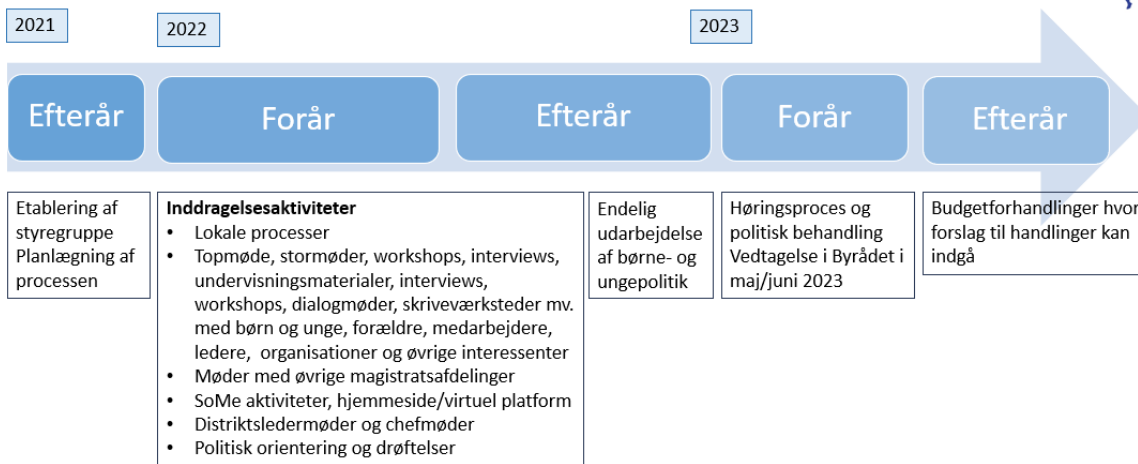 2021
2022
2023
Efterår
Forår
Efterår
Forår
Efterår
Etablering af
styregruppe
Planlægning af
processen
Inddragelsesaktiviteter
• Lokale processer
• Topmøde, stormøder, workshops, interviews,
undervisningsmaterialer, interviews,
workshops, dialogmøder, skriveværksteder mv.
med børn og unge, forældre, medarbejdere,
ledere, organisationer og øvrige interessenter
• Møder med øvrige magistratsafdelinger
• SoMe aktiviteter, hjemmeside/virtuel platform
• Distriktsledermøder og chefmøder
• Politisk orientering og drøftelser
Endelig
udarbejdelse
af børne- og
ungepolitik
Høringsproces og
politisk behandling
Vedtagelse i Byrådet i
maj/juni 2023
Budgetforhandlinger hvor
forslag til handlinger kan
indgå